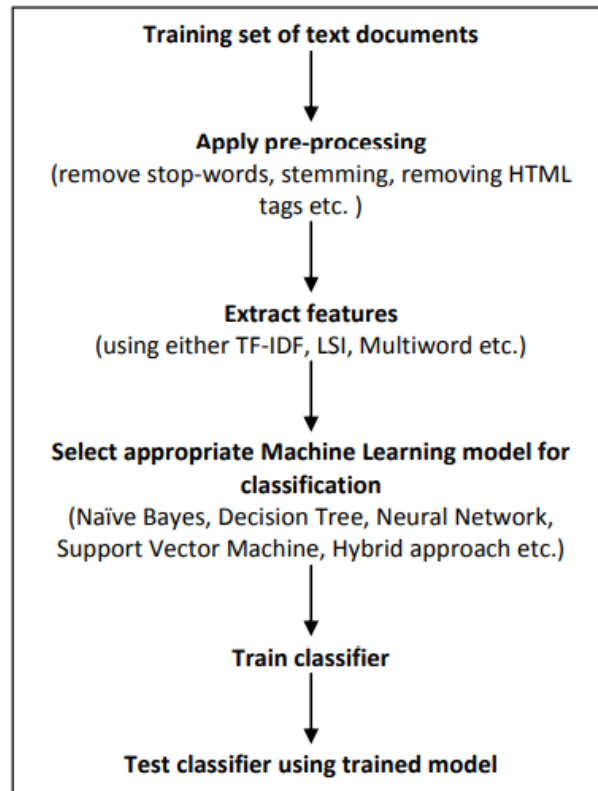 Training set of text documents
Apply pre-processing
(remove stop-words, stemming, removing HTML
tags etc. )
Extract features
(using either TF-IDF, LSI, Multiword etc.)
Select appropriate Machine Learning model for
classification
(Naïve Bayes, Decision Tree, Neural Network,
Support Vector Machine, Hybrid approach etc.)
Train classifier
Test classifier using trained model